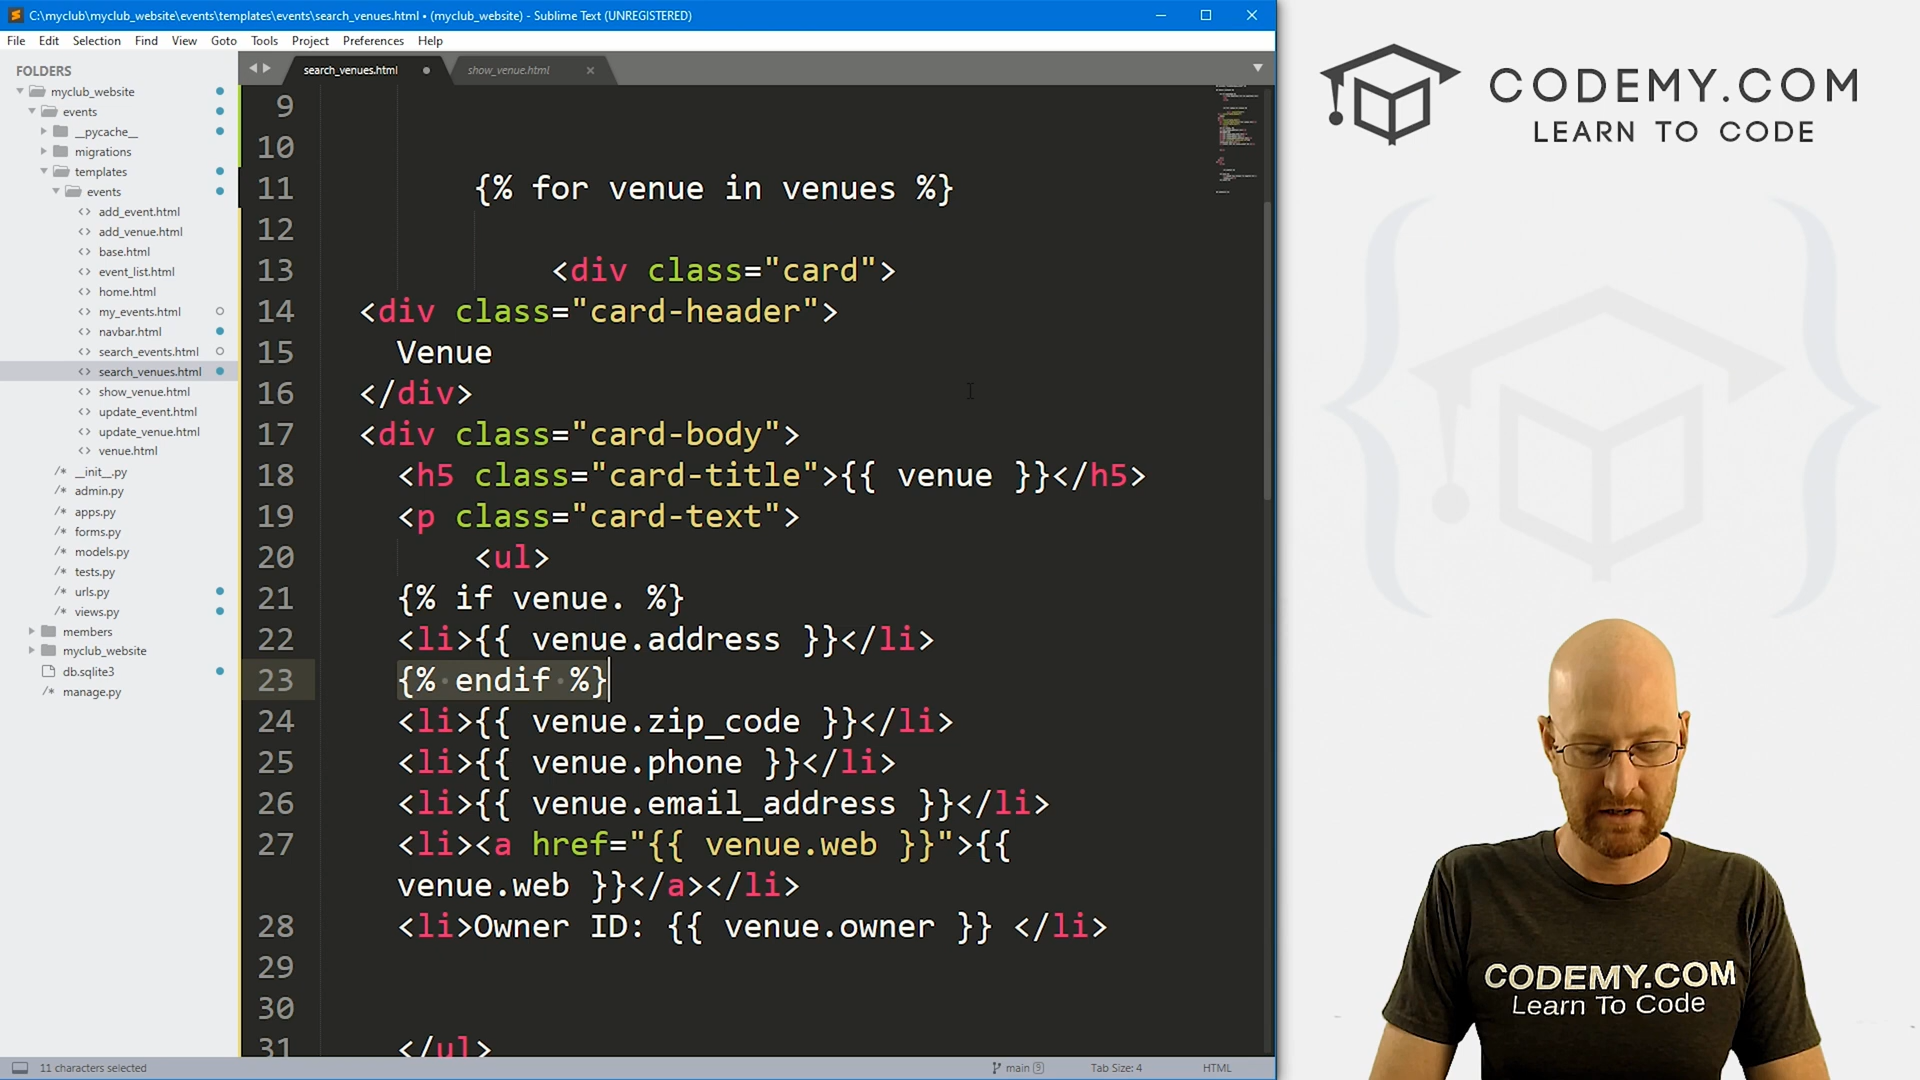 C:\myclub\myclub_website\events\templates\events\search_venues.html • (myclub_website) - Sublime Text (UNREGISTERED)
File Edit Selection Find View Goto Tools Project Preferences Help
FOLDERS
myclub_website
events
__pycache__
migrations
templates
events
add_event.html
add_venue.html
base.html
event_list.html
home.html
my_events.html
navbar.html
search_events.html
search_venues.html
show_venue.html
update_event.html
update_venue.html
venue.html
__init__.py
admin.py
apps.py
forms.py
models.py
tests.py
urls.py
views.py
members
myclub_website
db.sqlite3
manage.py
search_venues.html show_venue.html
9
10
11 {% for venue in venues %}
12
13 <div class="card">
14 <div class="card-header">
15 Venue
16 </div>
17 <div class="card-body">
18 <h5 class="card-title">{{ venue }}</h5>
19 <p class="card-text">
20 <ul>
21 {% if venue. %}
22 <li>{{ venue.address }}</li>
23 {% endif %}
24 <li>{{ venue.zip_code }}</li>
25 <li>{{ venue.phone }}</li>
26 <li>{{ venue.email_address }}</li>
27 <li><a href="{{ venue.web }}">{{
venue.web }}</a></li>
28 <li>Owner ID: {{ venue.owner }} </li>
29
30
31 </ul>
11 characters selected main 9 Tab Size: 4 HTML
CODEMY.COM
LEARN TO CODE
CODEMY.COM
Learn To Code